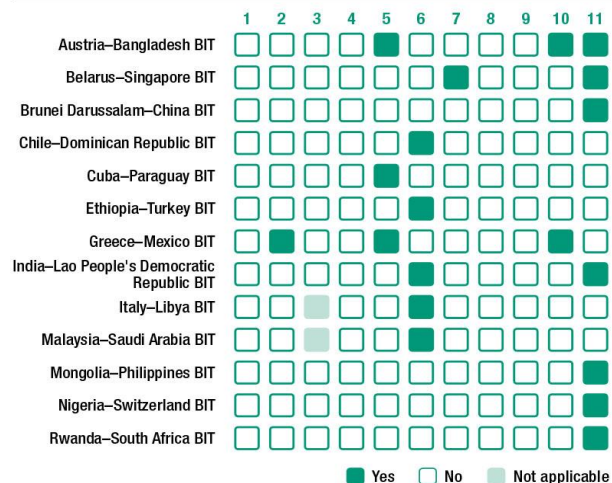 1 2 3 4 5 6 7 8 9 10 11
Austria–Bangladesh BIT
Belarus–Singapore BIT
Brunei Darussalam–China BIT
Chile–Dominican Republic BIT
Cuba–Paraguay BIT
Ethiopia–Turkey BIT
Greece–Mexico BIT
India–Lao People's Democratic
Republic BIT
Italy–Libya BIT
Malaysia–Saudi Arabia BIT
Mongolia–Philippines BIT
Nigeria–Switzerland BIT
Rwanda–South Africa BIT
Yes No Not applicable